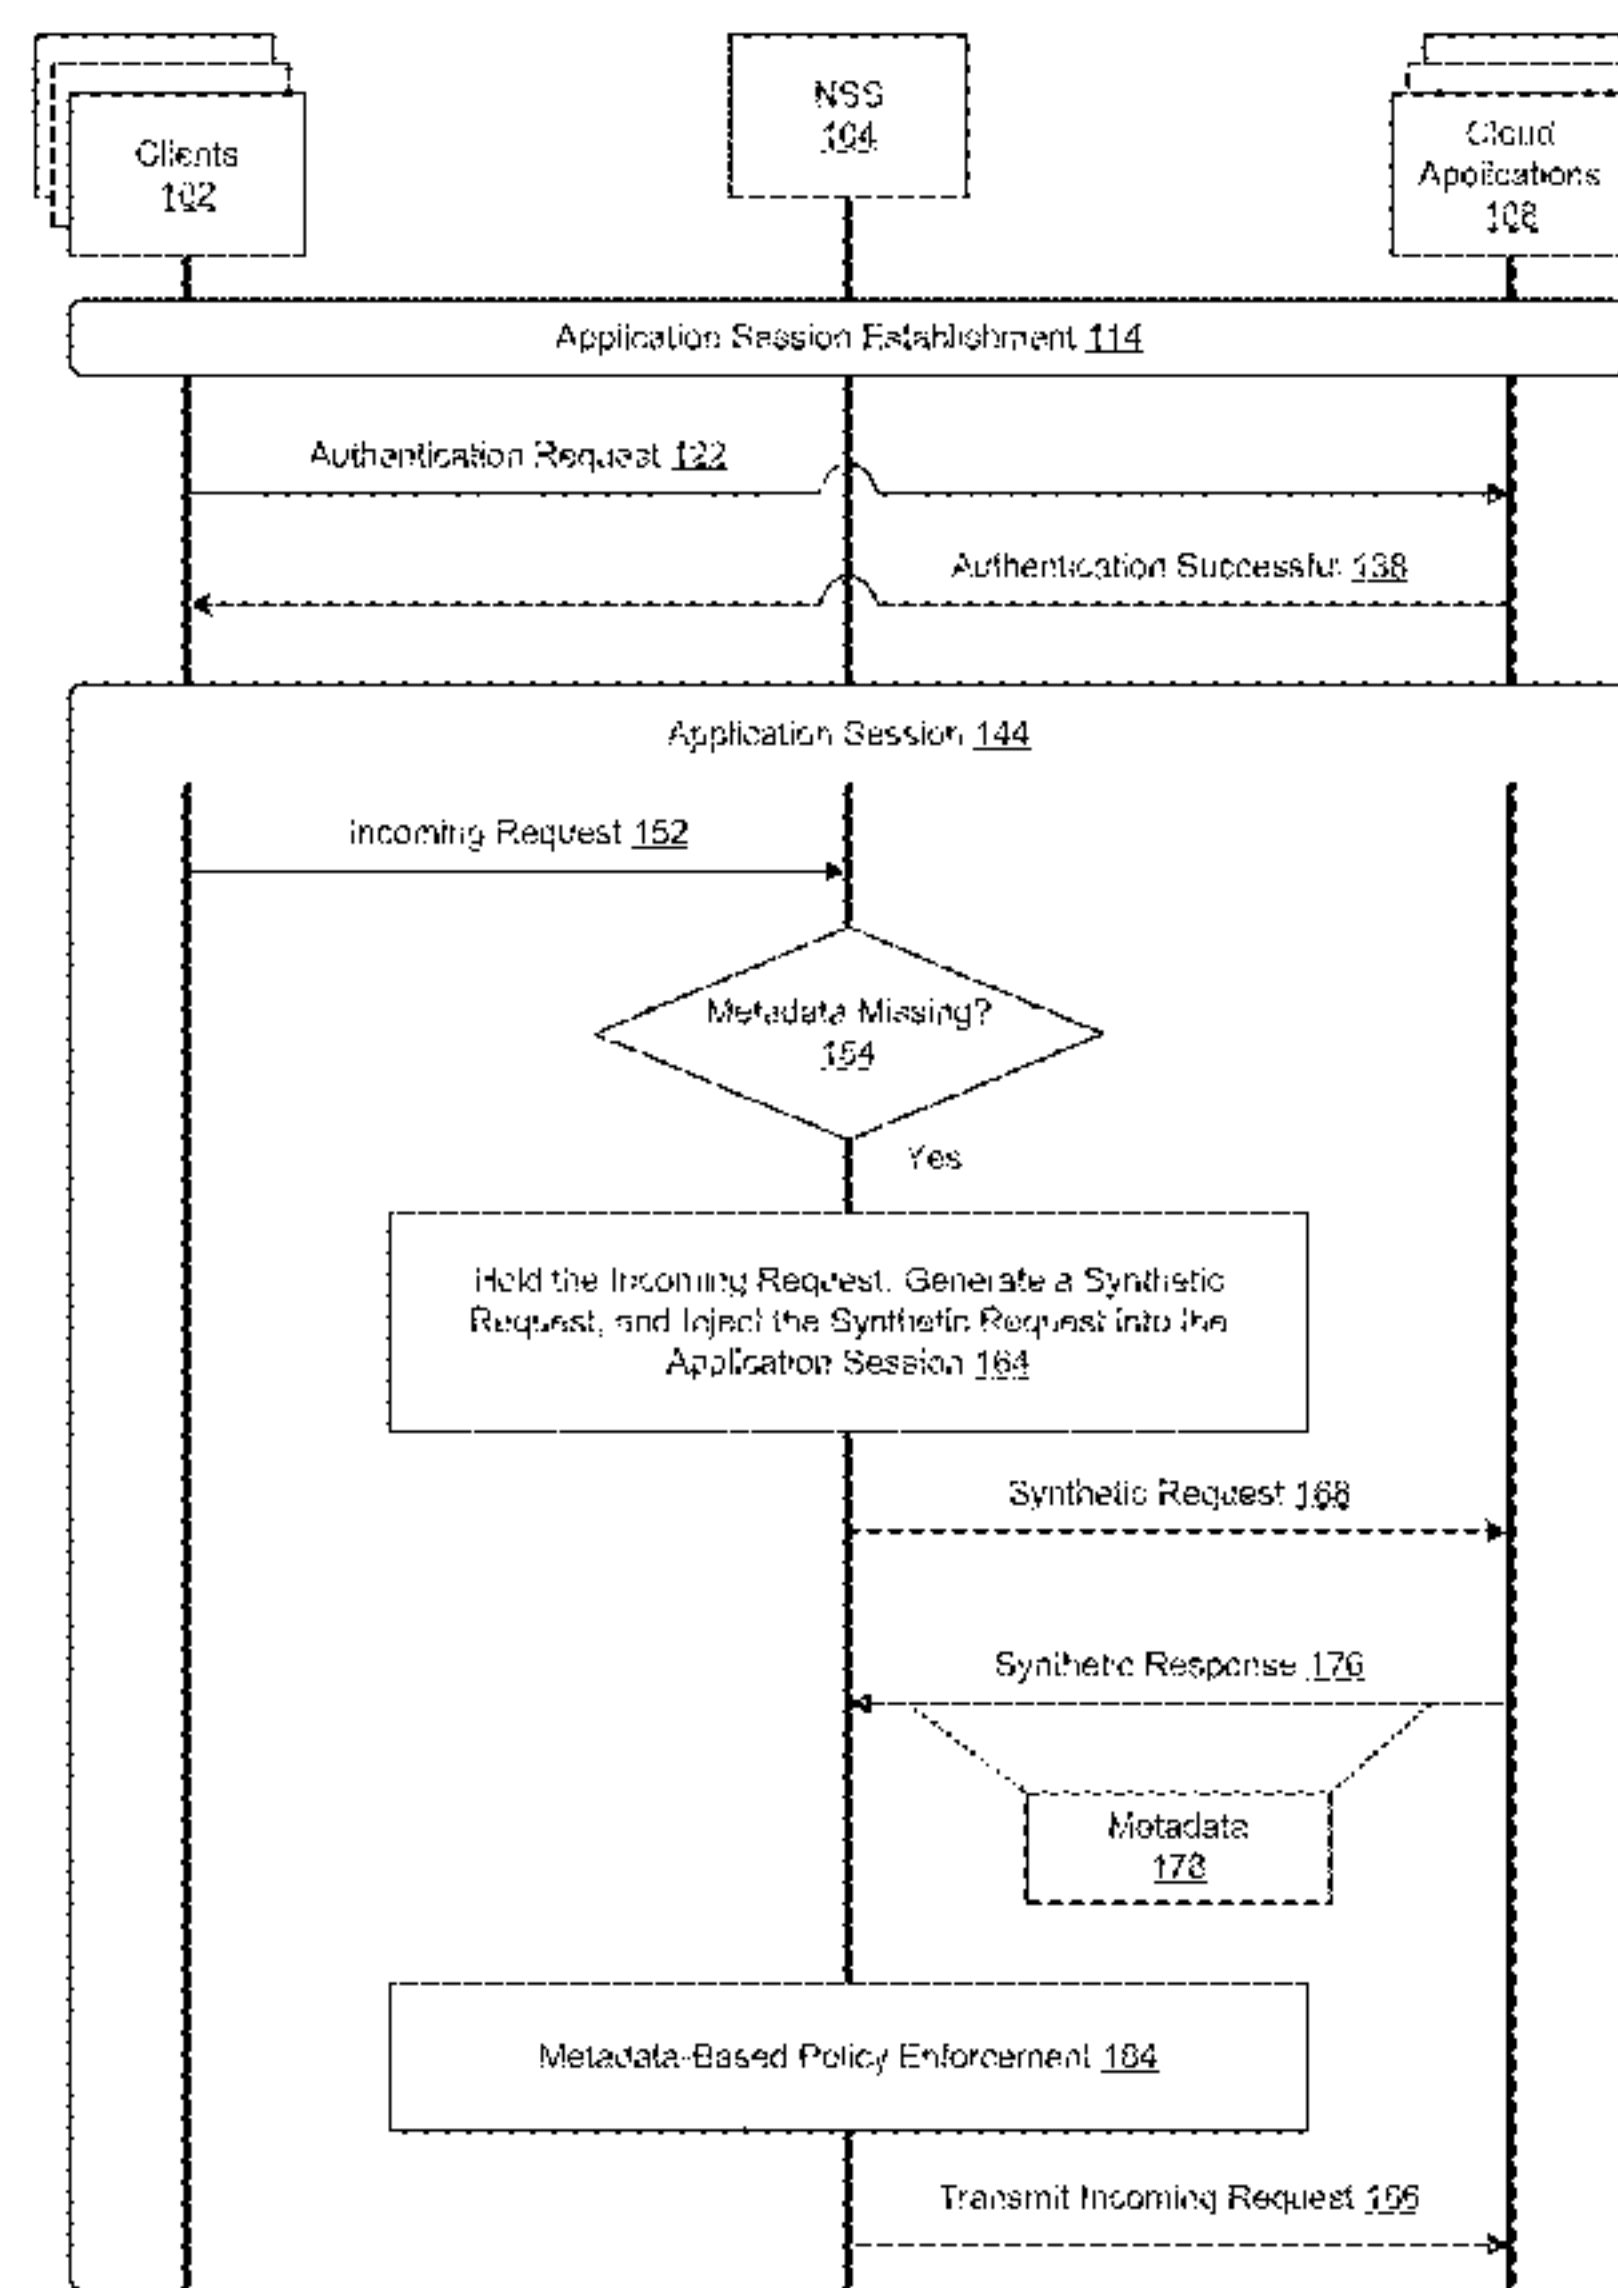 Clients
102
NSS
104
Cloud
Applications
108
Application Session Establishment 114
Authentication Request 122
Authentication Successful 138
Application Session 144
Incoming Request 152
Metadata Missing?
154
Yes
Hold the Incoming Request, Generate a Synthetic
Request, and Inject the Synthetic Request into the
Application Session 164
Synthetic Request 168
Synthetic Response 176
Metadata
178
Metadata-Based Policy Enforcement 184
Transmit Incoming Request